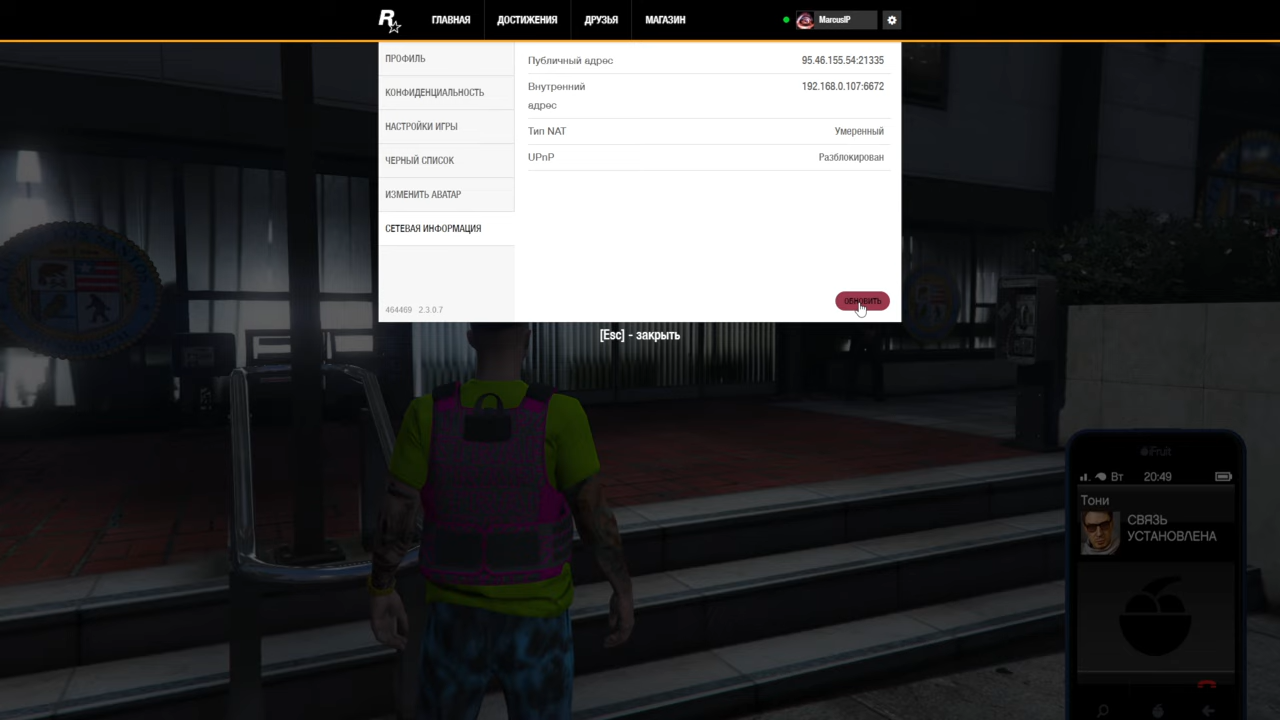 ГЛАВНАЯ
ДОСТИЖЕНИЯ
ДРУЗЬЯ
МАГАЗИН
MarcusIP
ПРОФИЛЬ
КОНФИДЕНЦИАЛЬНОСТЬ
НАСТРОЙКИ ИГРЫ
ЧЕРНЫЙ СПИСОК
ИЗМЕНИТЬ АВАТАР
СЕТЕВАЯ ИНФОРМАЦИЯ
464469 2.3.0.7
Публичный адрес 95.46.155.54:21335
Внутренний 192.168.0.107:6672
адрес
Тип NAT Умеренный
UPnP Разблокирован
ОБНОВИТЬ
[Esc] - закрыть
iFruit
Вт 20:49
Тони
СВЯЗЬ
УСТАНОВЛЕНА